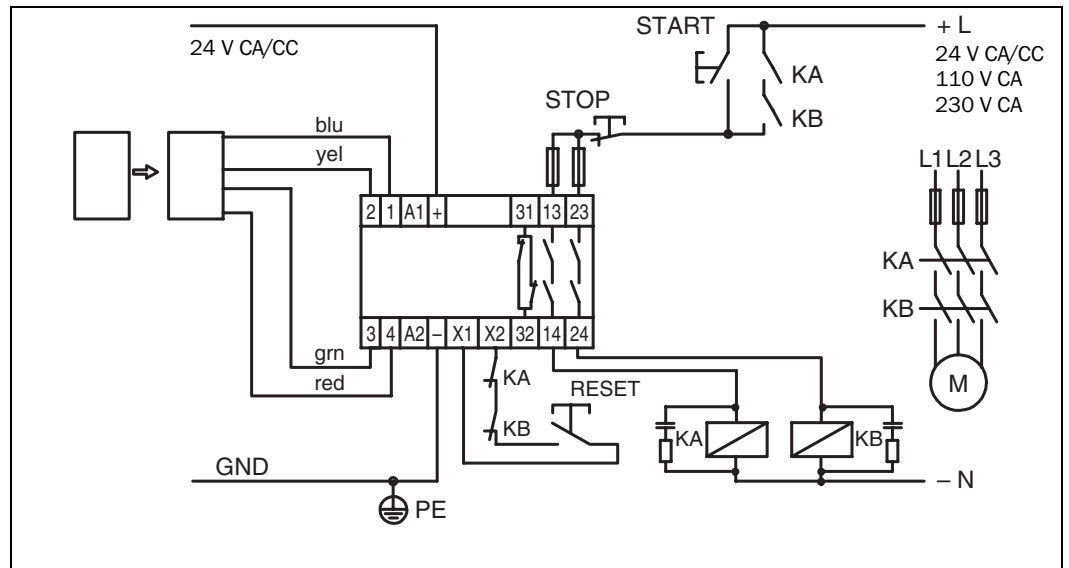 START
+ L
24 V CA/CC
24 V CA/CC
110 V CA
230 V CA
KA
KB
STOP
blu
yel
L1 L2 L3
2 1 A1 + 31 13 23
KA
KB
3 4 A2 – X1 X2 32 14 24
grn
red
KA
KB
RESET
M
KA
KB
GND
– N
PE